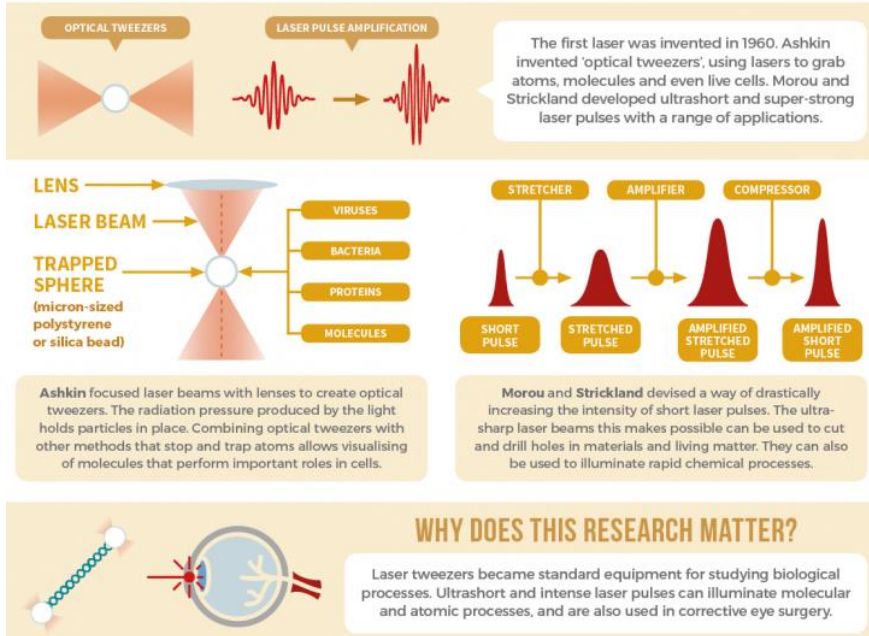 OPTICAL TWEEZERS
LASER PULSE AMPLIFICATION
The first laser was invented in 1960. Ashkin
invented ‘optical tweezers’, using lasers to grab
atoms, molecules and even live cells. Morou and
Strickland developed ultrashort and super-strong
laser pulses with a range of applications.
LENS
LASER BEAM
TRAPPED
SPHERE
(micron-sized
polystyrene
or silica bead)
VIRUSES
BACTERIA
PROTEINS
MOLECULES
STRETCHER
AMPLIFIER
COMPRESSOR
SHORT
PULSE
STRETCHED
PULSE
AMPLIFIED
STRETCHED
PULSE
AMPLIFIED
SHORT
PULSE
Ashkin focused laser beams with lenses to create optical
tweezers. The radiation pressure produced by the light
holds particles in place. Combining optical tweezers with
other methods that stop and trap atoms allows visualising
of molecules that perform important roles in cells.
Morou and Strickland devised a way of drastically
increasing the intensity of short laser pulses. The ultra-
sharp laser beams this makes possible can be used to cut
and drill holes in materials and living matter. They can also
be used to illuminate rapid chemical processes.
WHY DOES THIS RESEARCH MATTER?
Laser tweezers became standard equipment for studying biological
processes. Ultrashort and intense laser pulses can illuminate molecular
and atomic processes, and are also used in corrective eye surgery.